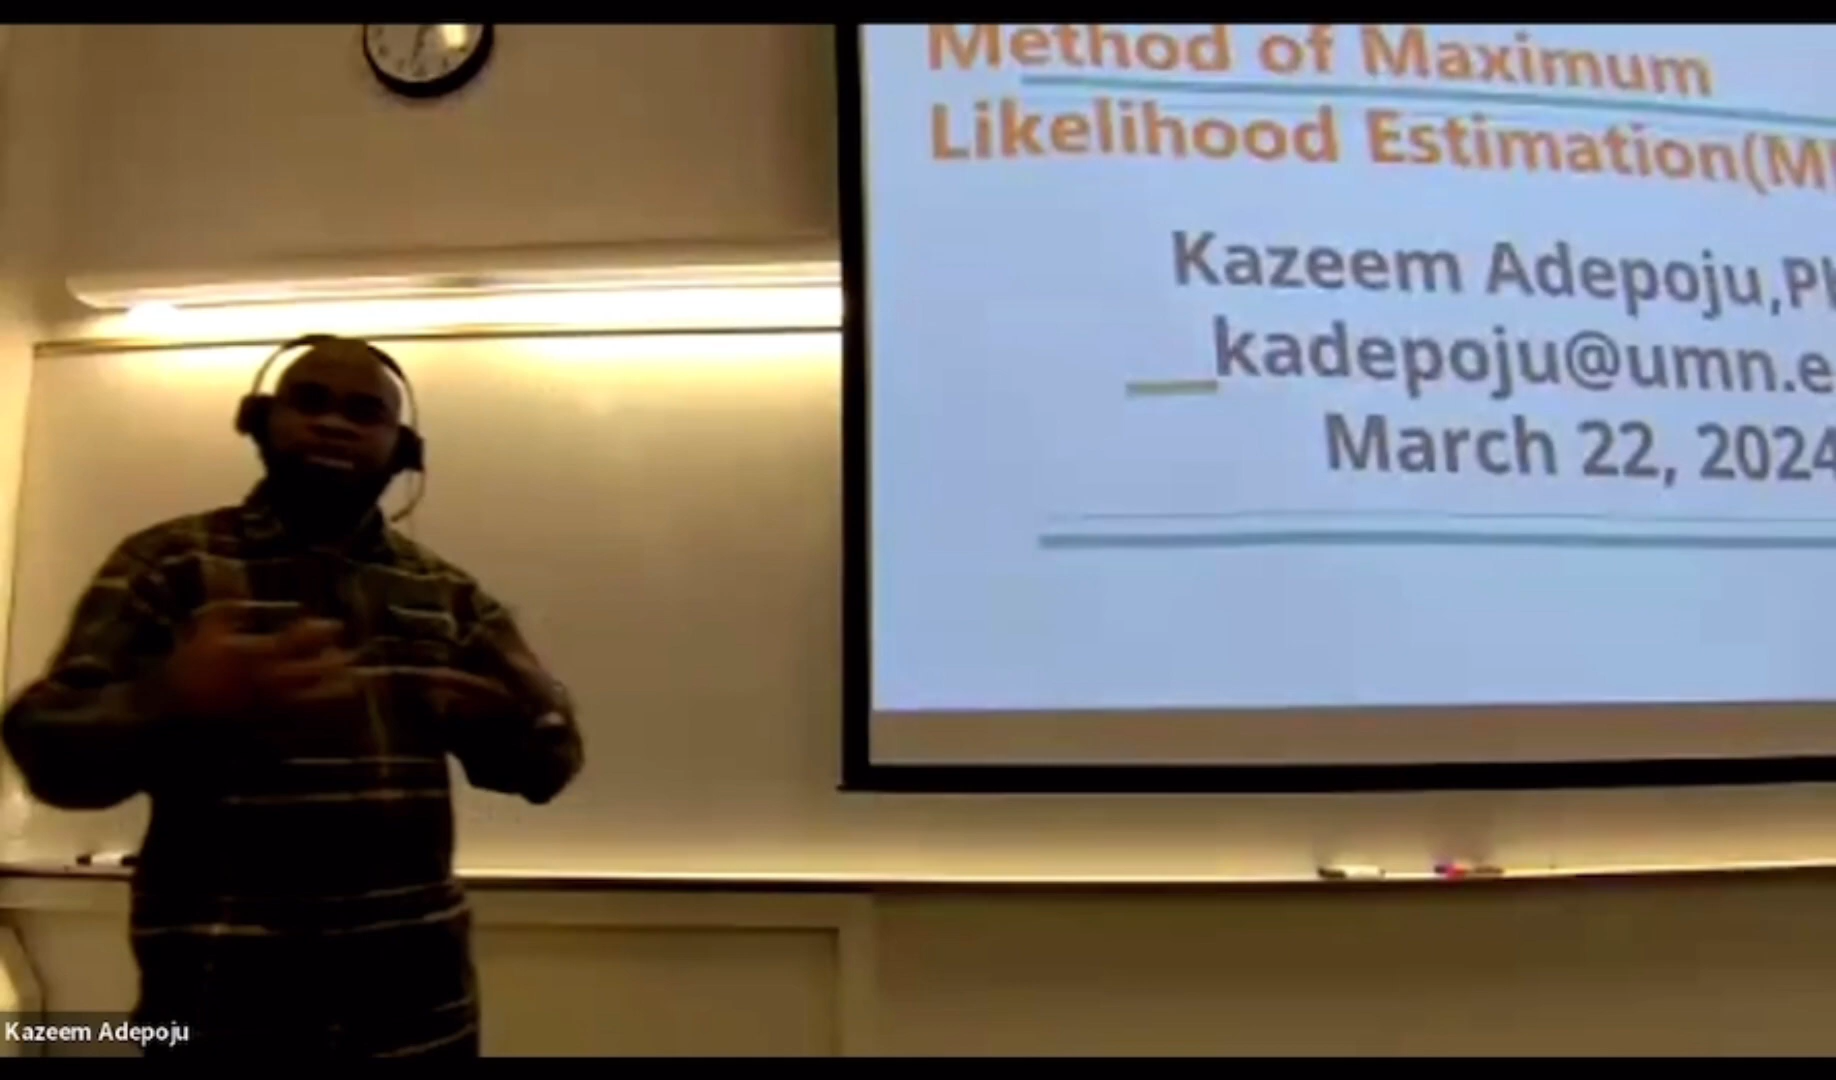 Method of Maximum
Likelihood Estimation(M
Kazeem Adepoju,P
kadepoju@umn.e
March 22, 2024
Kazeem Adepoju